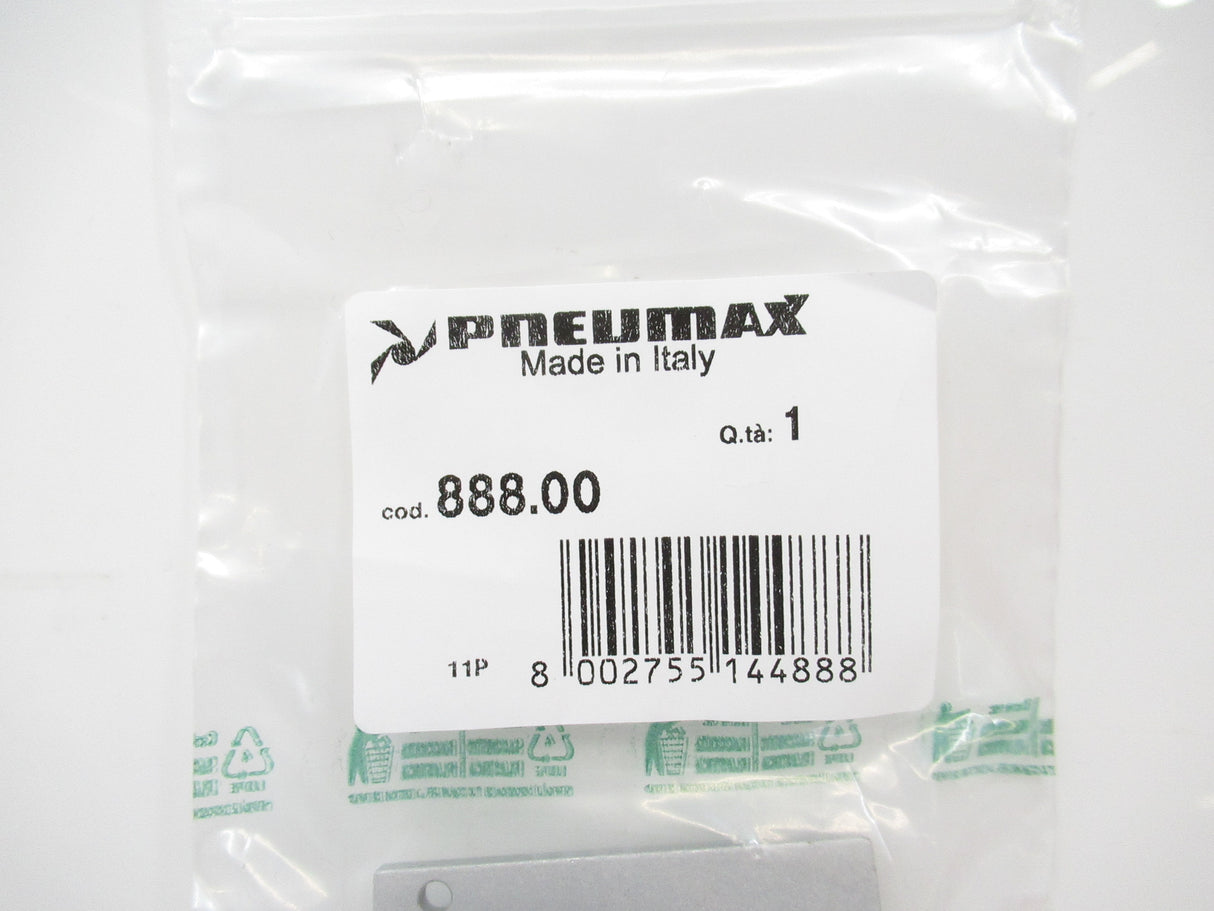 PNEUMAX
Made in Italy
Q.tà: 1
cod. 888.00
11P
8 002755 144888